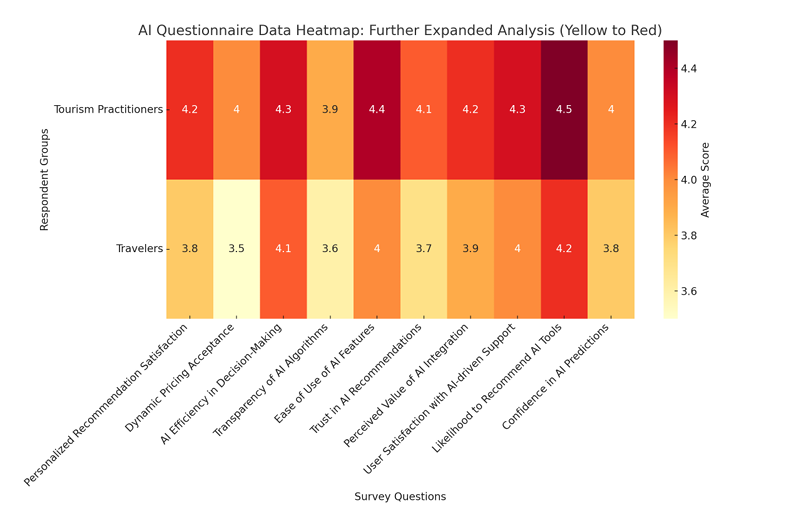 AI Questionnaire Data Heatmap: Further Expanded Analysis (Yellow to Red)
Respondent Groups
Tourism Practitioners
4.2 4 4.3 3.9 4.4 4.1 4.2 4.3 4.5 4
Travelers
3.8 3.5 4.1 3.6 4 3.7 3.9 4 4.2 3.8
Personalized Recommendation Satisfaction
Dynamic Pricing Acceptance
AI Efficiency in Decision-Making
Transparency of AI Algorithms
Ease of Use of AI Features
Trust in AI Recommendations
Perceived Value of AI Integration
User Satisfaction with AI-driven Support
Likelihood to Recommend AI Tools
Confidence in AI Predictions
Survey Questions
4.4
4.2
4.0
3.8
3.6
Average Score